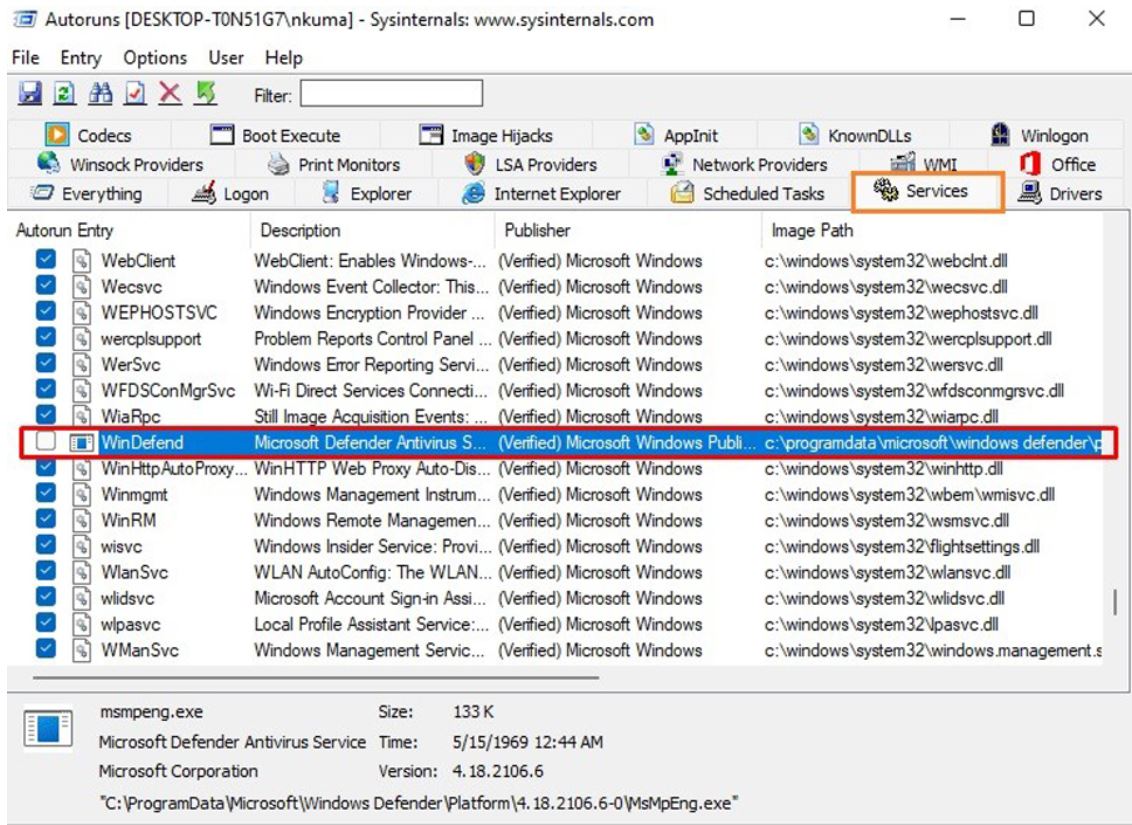 Autoruns [DESKTOP-T0N51G7\nkuma] - Sysinternals: www.sysinternals.com
File Entry Options User Help
Filter:
Codecs Boot Execute Image Hijacks AppInit KnownDLLs Winlogon
Winsock Providers Print Monitors LSA Providers Network Providers WMI Office
Everything Logon Explorer Internet Explorer Scheduled Tasks Services Drivers
Autorun Entry Description Publisher Image Path
WebClient WebClient: Enables Windows-... (Verified) Microsoft Windows c:\windows\system32\webclnt.dll
Wecsvc Windows Event Collector: This... (Verified) Microsoft Windows c:\windows\system32\wecsvc.dll
WEPHOSTSVC Windows Encryption Provider ... (Verified) Microsoft Windows c:\windows\system32\wephostsvc.dll
wercplsupport Problem Reports Control Panel ... (Verified) Microsoft Windows c:\windows\system32\wercplsupport.dll
WerSvc Windows Error Reporting Servi... (Verified) Microsoft Windows c:\windows\system32\wersvc.dll
WFDSConMgrSvc Wi-Fi Direct Services Connecti... (Verified) Microsoft Windows c:\windows\system32\wfdsconmgrsvc.dll
WiaRpc Still Image Acquisition Events: ... (Verified) Microsoft Windows c:\windows\system32\wiarpc.dll
WinDefend Microsoft Defender Antivirus S... (Verified) Microsoft Windows Publi... c:\programdata\microsoft\windows defender\p
WinHttpAutoProxy... WinHTTP Web Proxy Auto-Dis... (Verified) Microsoft Windows c:\windows\system32\winhttp.dll
Winmgmt Windows Management Instrum... (Verified) Microsoft Windows c:\windows\system32\wbem\wmisvc.dll
WinRM Windows Remote Managemen... (Verified) Microsoft Windows c:\windows\system32\wsmsvc.dll
wisvc Windows Insider Service: Provi... (Verified) Microsoft Windows c:\windows\system32\flightsettings.dll
WlanSvc WLAN AutoConfig: The WLAN... (Verified) Microsoft Windows c:\windows\system32\wlansvc.dll
wlidsvc Microsoft Account Sign-in Assi... (Verified) Microsoft Windows c:\windows\system32\wlidsvc.dll
wlpasvc Local Profile Assistant Service:... (Verified) Microsoft Windows c:\windows\system32\lpasvc.dll
WManSvc Windows Management Servic... (Verified) Microsoft Windows c:\windows\system32\windows.management.s
msmpeng.exe Size: 133 K
Microsoft Defender Antivirus Service Time: 5/15/1969 12:44 AM
Microsoft Corporation Version: 4.18.2106.6
"C:\ProgramData\Microsoft\Windows Defender\Platform\4.18.2106.6-0\MsMpEng.exe"